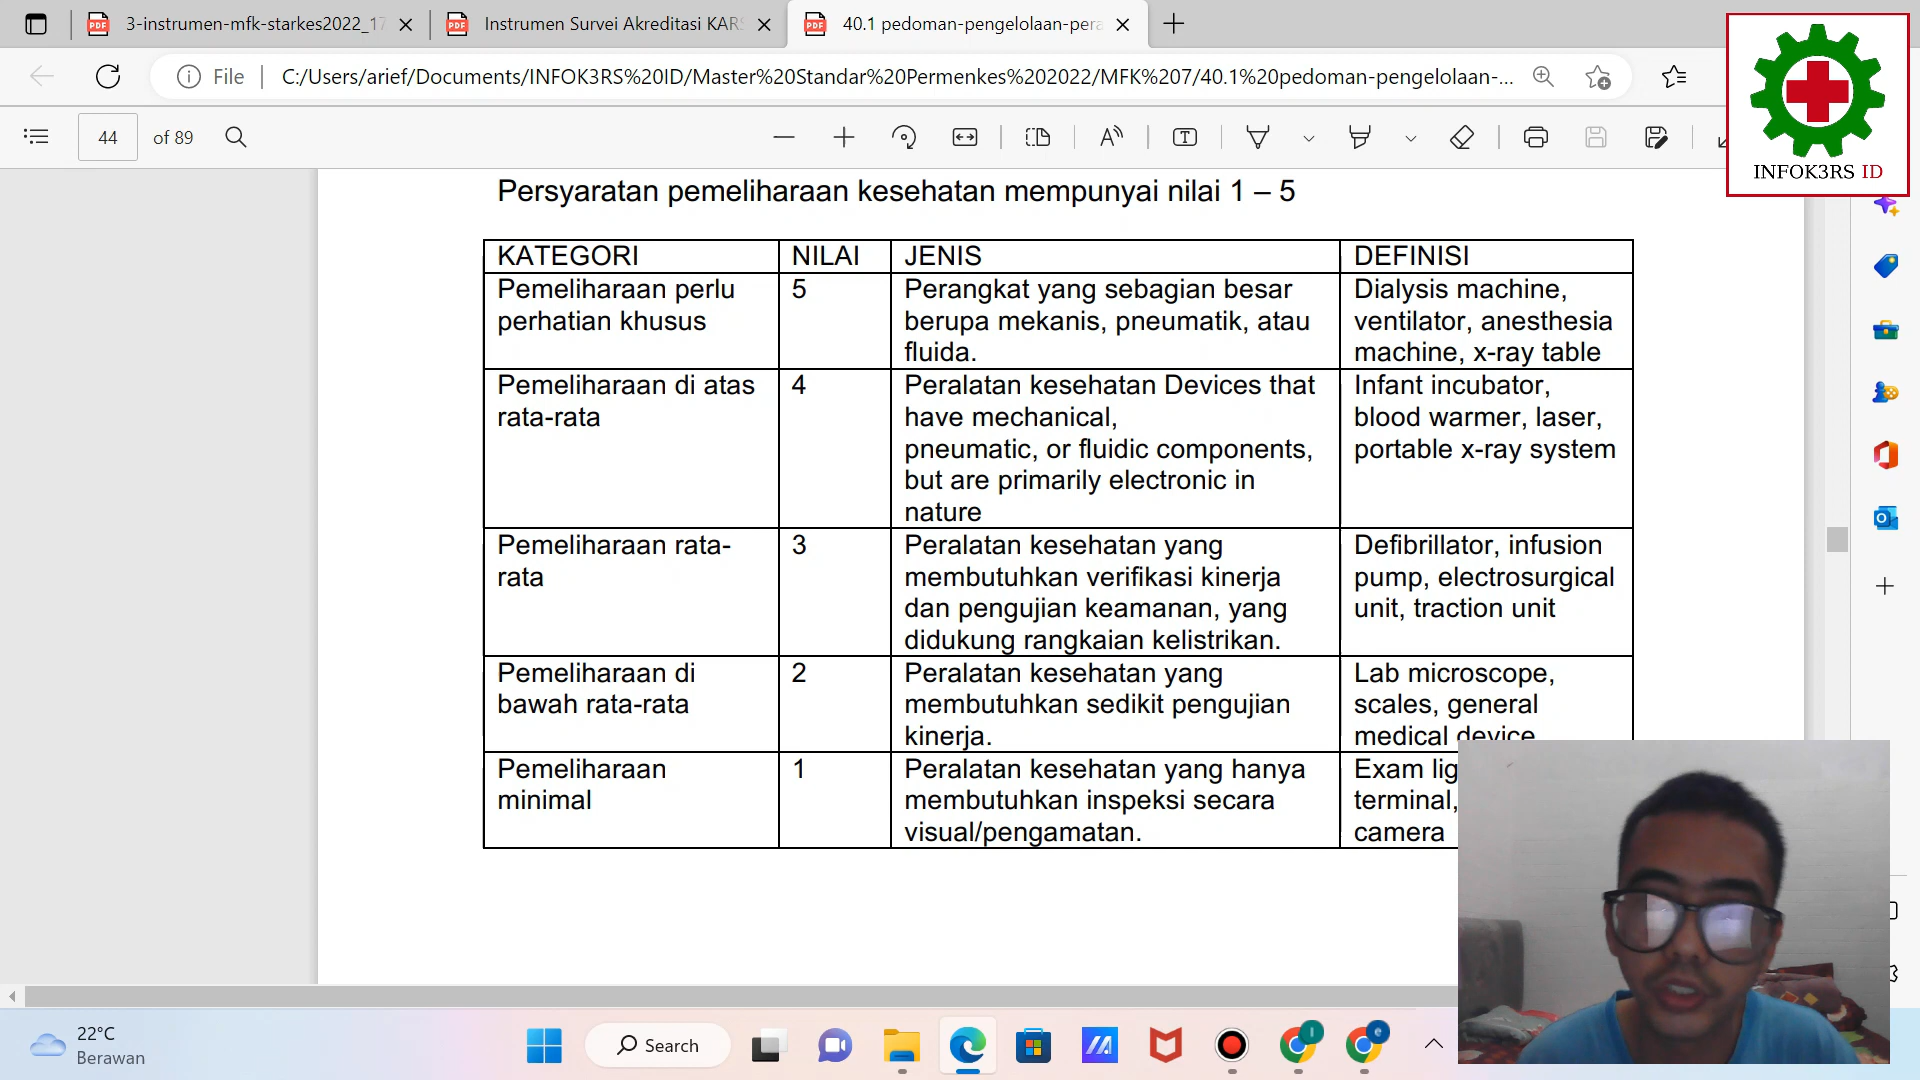 3-instrumen-mfk-starkes2022_17
Instrumen Survei Akreditasi KARS
40.1 pedoman-pengelolaan-pera
File
C:/Users/arief/Documents/INFOK3RS%20ID/Master%20Standar%20Permenkes%202022/MFK%207/40.1%20pedoman-pengelolaan-...
INFOK3RS ID
44 of 89
Persyaratan pemeliharaan kesehatan mempunyai nilai 1 – 5
KATEGORI NILAI JENIS DEFINISI
Pemeliharaan perlu
perhatian khusus
5
Perangkat yang sebagian besar
berupa mekanis, pneumatik, atau
fluida.
Dialysis machine,
ventilator, anesthesia
machine, x-ray table
Pemeliharaan di atas
rata-rata
4
Peralatan kesehatan Devices that
have mechanical,
pneumatic, or fluidic components,
but are primarily electronic in
nature
Infant incubator,
blood warmer, laser,
portable x-ray system
Pemeliharaan rata-
rata
3
Peralatan kesehatan yang
membutuhkan verifikasi kinerja
dan pengujian keamanan, yang
didukung rangkaian kelistrikan.
Defibrillator, infusion
pump, electrosurgical
unit, traction unit
Pemeliharaan di
bawah rata-rata
2
Peralatan kesehatan yang
membutuhkan sedikit pengujian
kinerja.
Lab microscope,
scales, general
medical device
Pemeliharaan
minimal
1
Peralatan kesehatan yang hanya
membutuhkan inspeksi secara
visual/pengamatan.
Exam
terminal,
camera
22°C
Berawan
Search